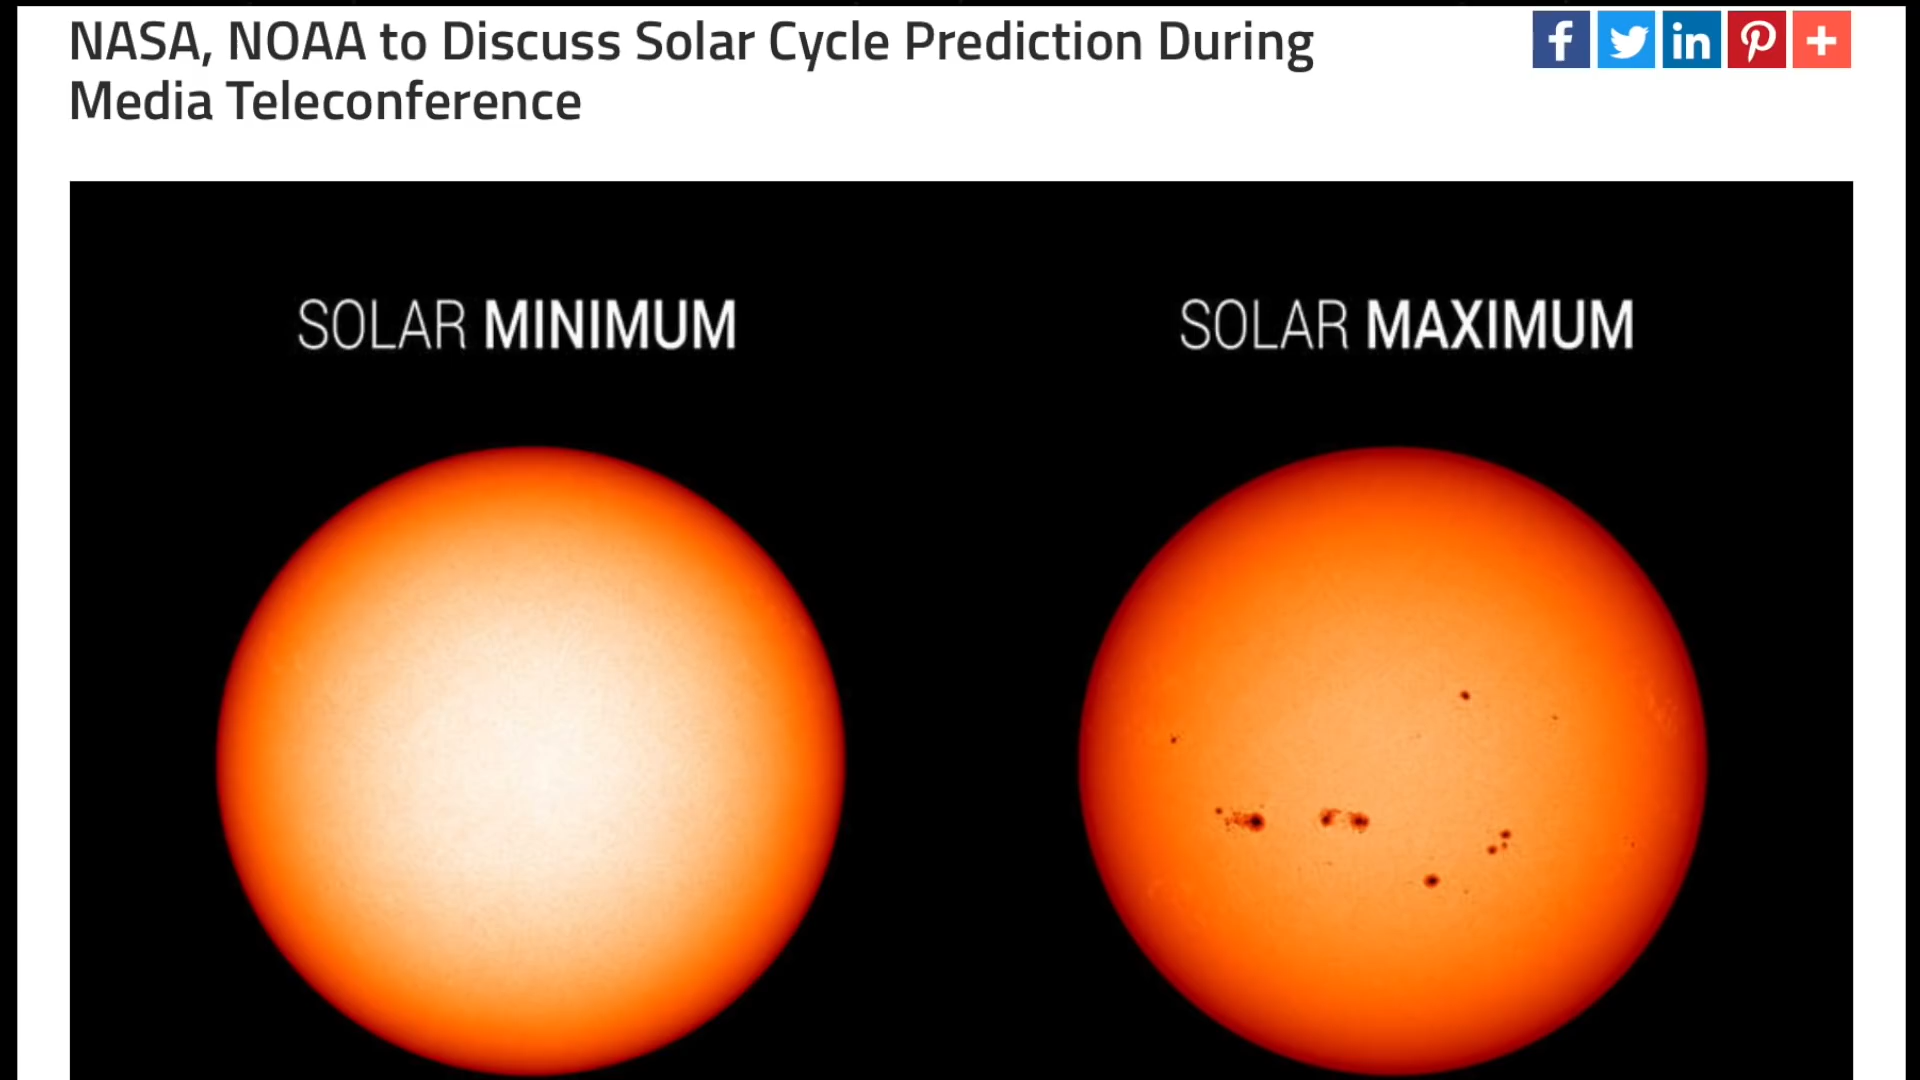 NASA, NOAA to Discuss Solar Cycle Prediction During
Media Teleconference
SOLAR MINIMUM
SOLAR MAXIMUM